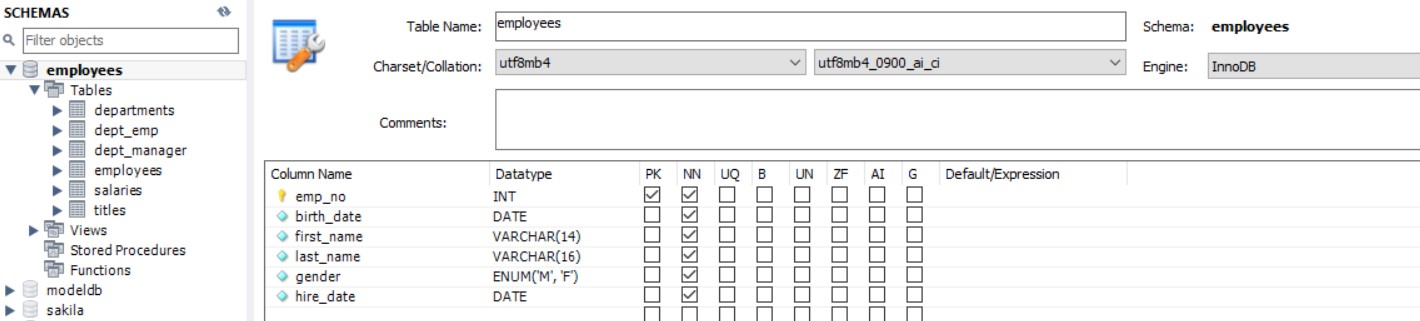 SCHEMAS
Filter objects
employees
Tables
departments
dept_emp
dept_manager
employees
salaries
titles
Views
Stored Procedures
Functions
modeldb
sakila
Table Name: employees Schema: employees
Charset/Collation: utf8mb4 utf8mb4_0900_ai_ci Engine: InnoDB
Comments:
Column Name Datatype PK NN UQ B UN ZF AI G Default/Expression
emp_no INT
birth_date DATE
first_name VARCHAR(14)
last_name VARCHAR(16)
gender ENUM('M', 'F')
hire_date DATE